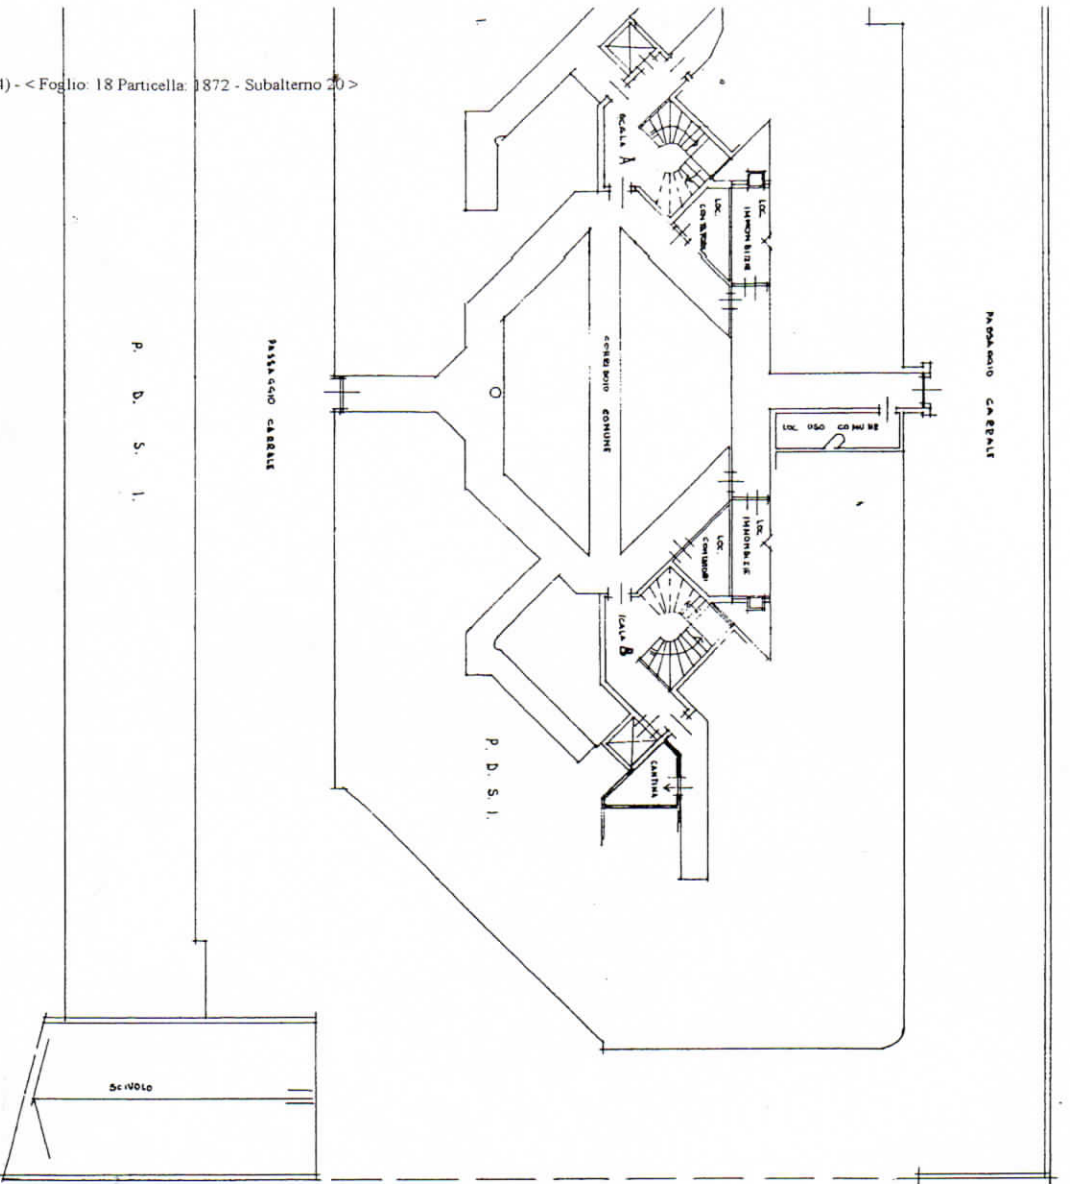 4) - < Foglio: 18 Particella: 1872 - Subalterno 20 >
SCALA A
LOC.
CONTATORI
LOC.
IMMONDIZIE
PASSAGGIO CARRALE
P. D. S. I.
PASSAGGIO CARRALE
CORRIDOIO COMUNE
LOC USO COMUNE
LOC.
CONTATORI
LOC.
IMMONDIZIE
SCALA B
CANTINA
P. D. S. I.
SCIVOLO